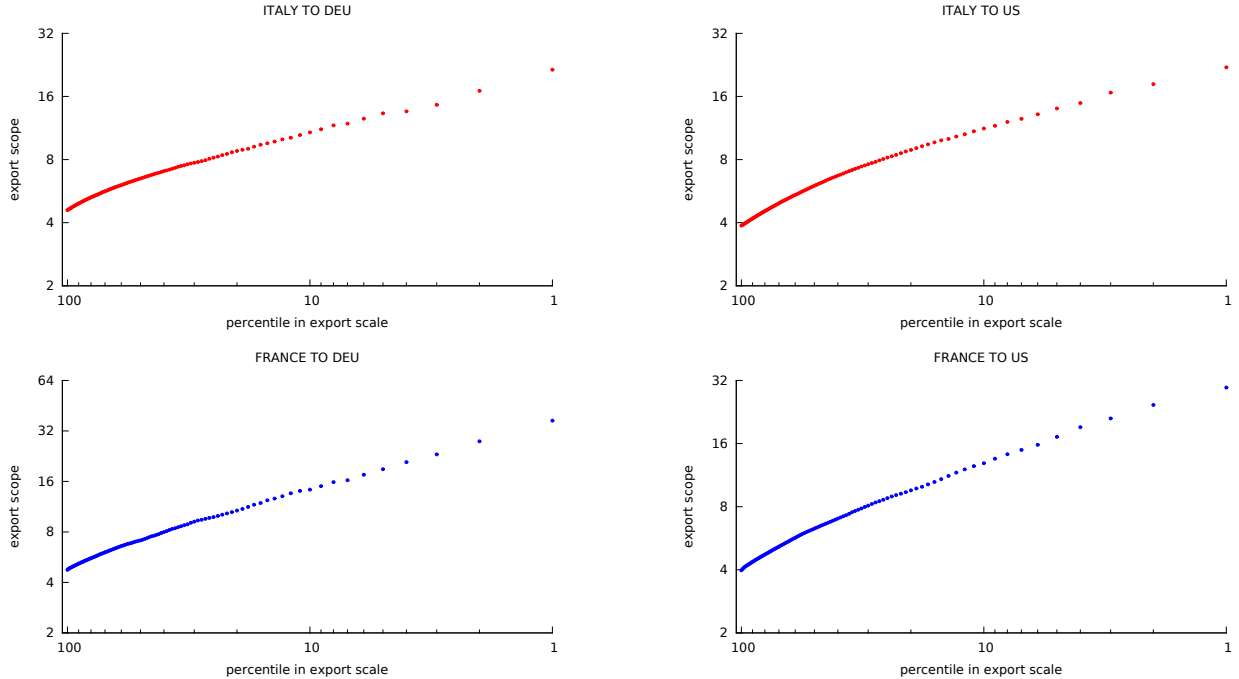 ITALY TO DEU
32
16
8
4
2
export scope
100
10
1
percentile in export scale
ITALY TO US
32
16
8
4
2
export scope
100
10
1
percentile in export scale
FRANCE TO DEU
64
32
16
8
4
2
export scope
100
10
1
percentile in export scale
FRANCE TO US
32
16
8
4
2
export scope
100
10
1
percentile in export scale